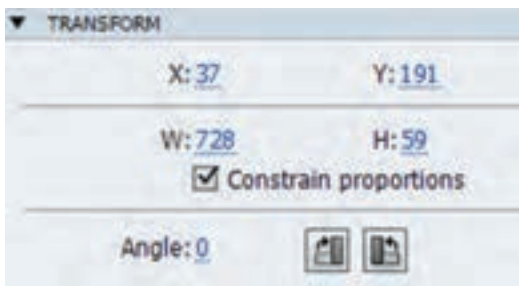 TRANSFORM
X: 37 Y: 191
W: 728 H: 59
Constrain proportions
Angle: 0